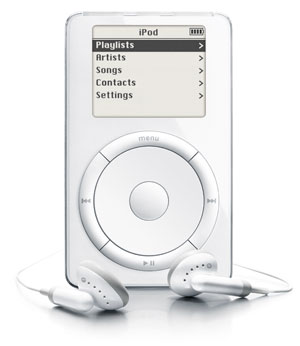 iPod
Playlists >
Artists >
Songs >
Contacts >
Settings >
menu